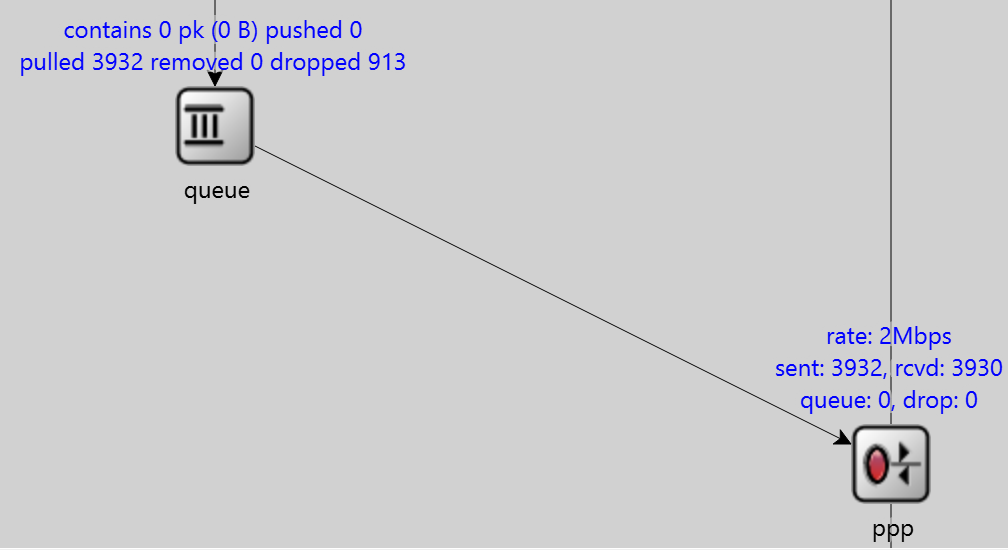 contains 0 pk (0 B) pushed 0
pulled 3932 removed 0 dropped 913
queue
rate: 2Mbps
sent: 3932, rcvd: 3930
queue: 0, drop: 0
ppp